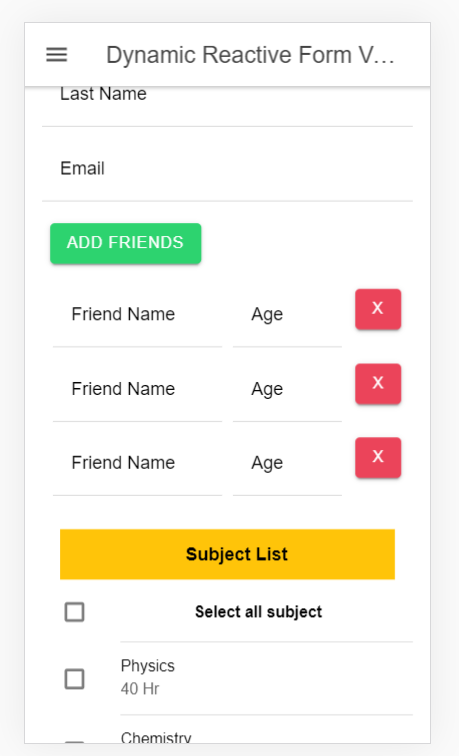 Dynamic Reactive Form V...
Last Name
Email
ADD FRIENDS
Friend Name Age X
Friend Name Age X
Friend Name Age X
Subject List
Select all subject
Physics
40 Hr
Chemistry